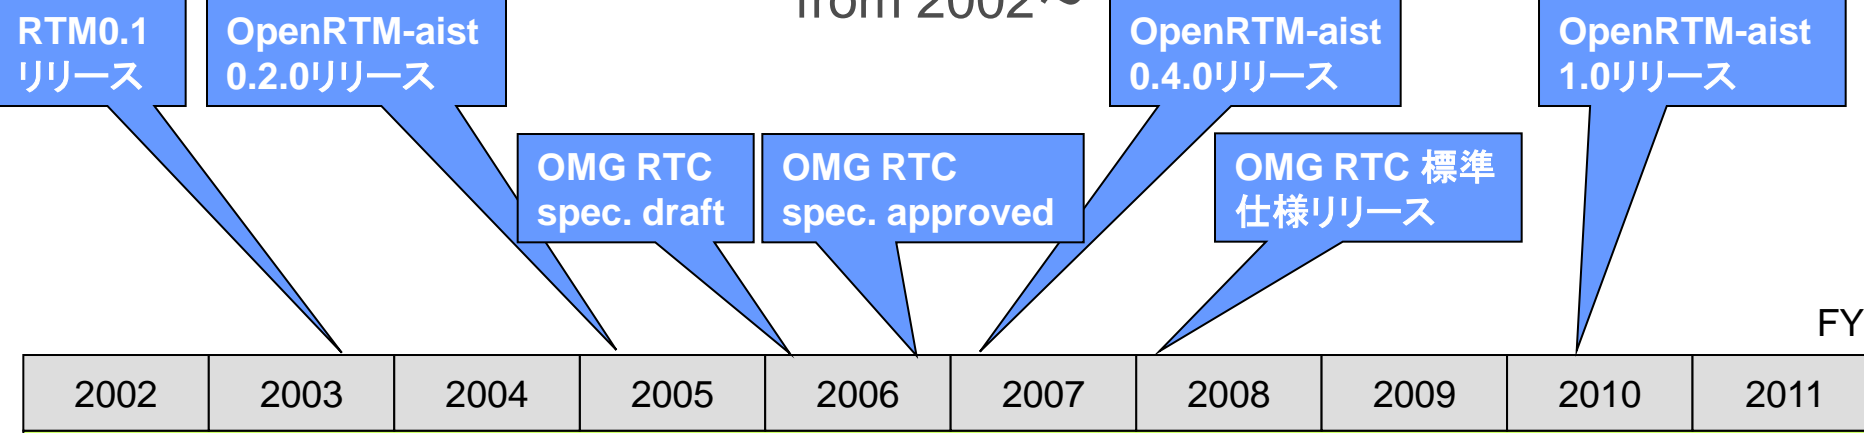 from 2002～
RTM0.1
リリース
OpenRTM-aist
0.2.0リリース
OpenRTM-aist
0.4.0リリース
OpenRTM-aist
1.0リリース
OMG RTC
spec. draft
OMG RTC
spec. approved
OMG RTC 標準
仕様リリース
FY
2002 2003 2004 2005 2006 2007 2008 2009 2010 2011